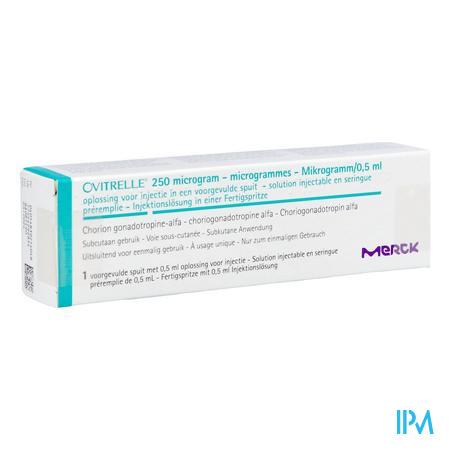 OVITRELLE® 250 microgram – microgrammes – Mikrogramm/0,5 ml
oplossing voor injectie in een voorgevulde spuit – solution injectable en seringue
préremplie – Injektionslösung in einer Fertigspritze
Chorion gonadotropine-alfa – choriogonadotropine alfa – Choriogonadotropin alfa
Subcutaan gebruik – Voie sous-cutanée – Subkutane Anwendung
Uitsluitend voor eenmalig gebruik – À usage unique – Nur zum einmaligen Gebrauch
MERCK
1 voorgevulde spuit met 0,5 ml oplossing voor injectie – Solution injectable en seringue
préremplie de 0,5 mL – Fertigspritze mit 0,5 ml Injektionslösung
IPM